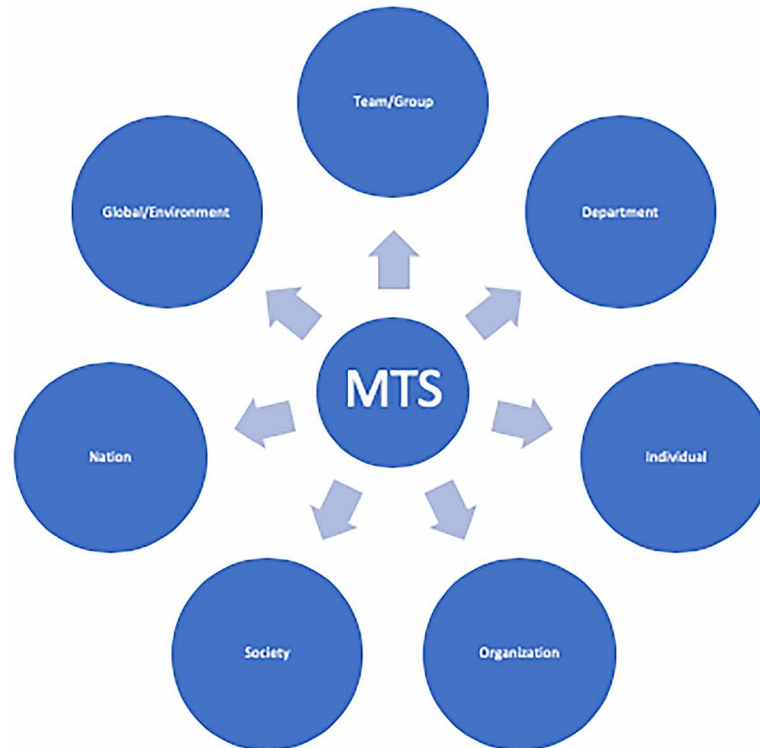 Team/Group
Global/Environment
Department
MTS
Nation
Individual
Society
Organization